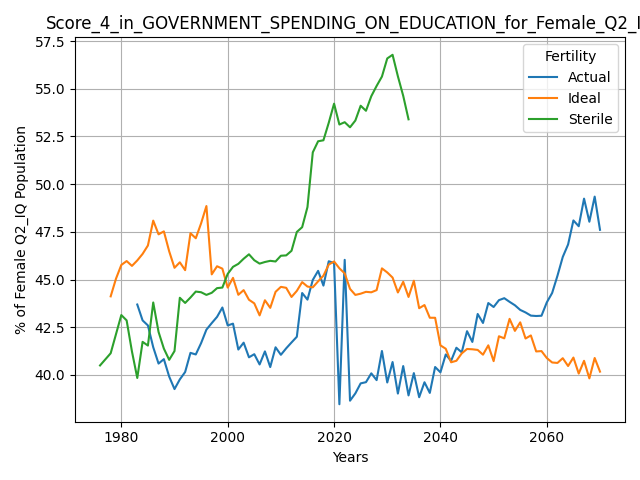 Score_4_in_GOVERNMENT_SPENDING_ON_EDUCATION_for_Female_Q2_I
57.5
55.0
52.5
50.0
47.5
45.0
42.5
40.0
% of Female Q2_IQ Population
Fertility
Actual
Ideal
Sterile
1980 2000 2020 2040 2060
Years